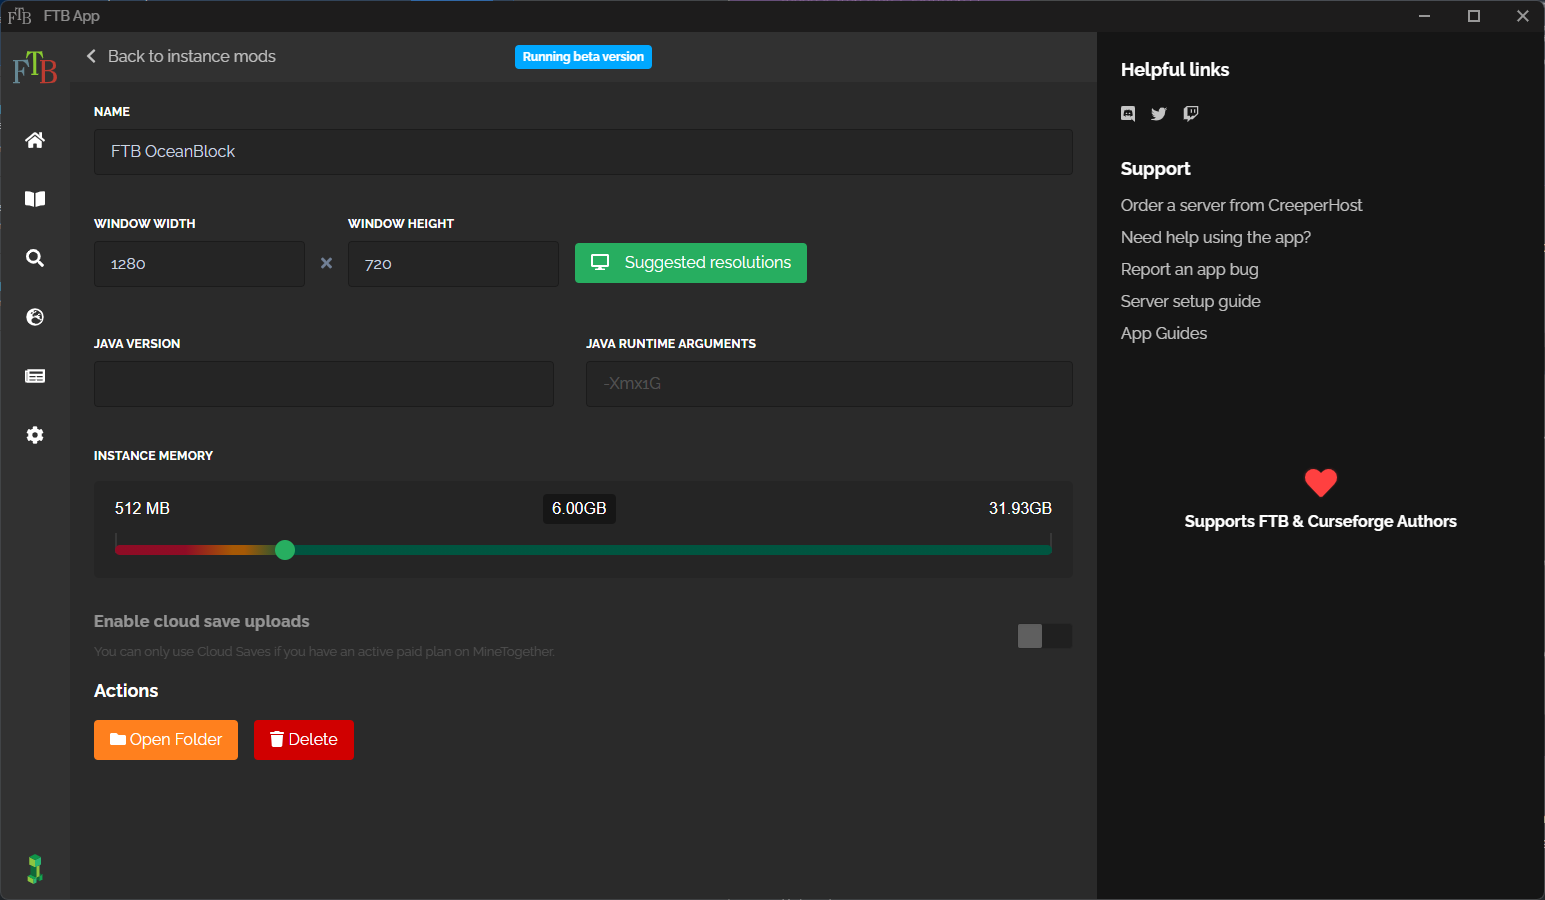 FTB FTB App
FTB
Back to instance mods
Running beta version
NAME
FTB OceanBlock
WINDOW WIDTH
WINDOW HEIGHT
1280
720
Suggested resolutions
JAVA VERSION
JAVA RUNTIME ARGUMENTS
-Xmx1G
INSTANCE MEMORY
512 MB
6.00GB
31.93GB
Enable cloud save uploads
You can only use Cloud Saves if you have an active paid plan on MineTogether.
Actions
Open Folder
Delete
Helpful links
Support
Order a server from CreeperHost
Need help using the app?
Report an app bug
Server setup guide
App Guides
Supports FTB & Curseforge Authors